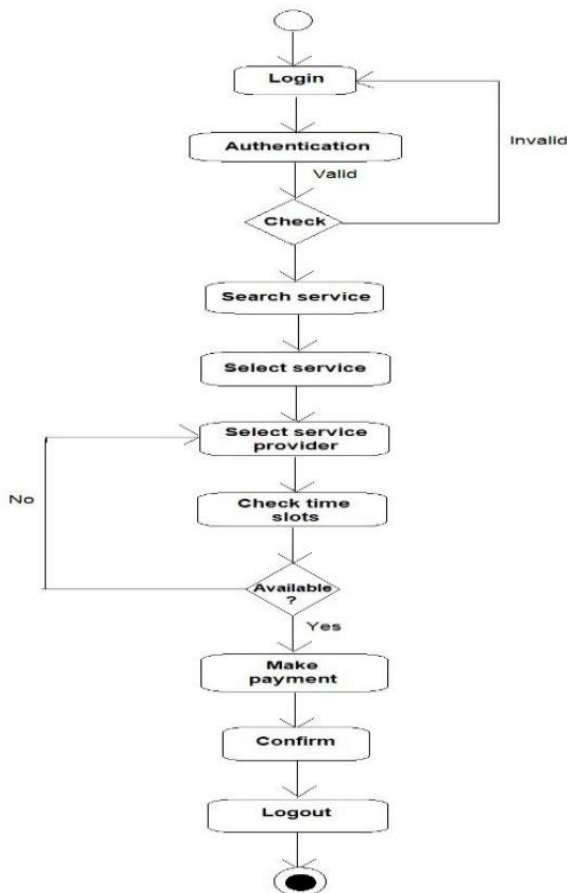 Login
Authentication
Invalid
Valid
Check
Search service
Select service
Select service
provider
No
Check time
slots
Available
?
Yes
Make
payment
Confirm
Logout